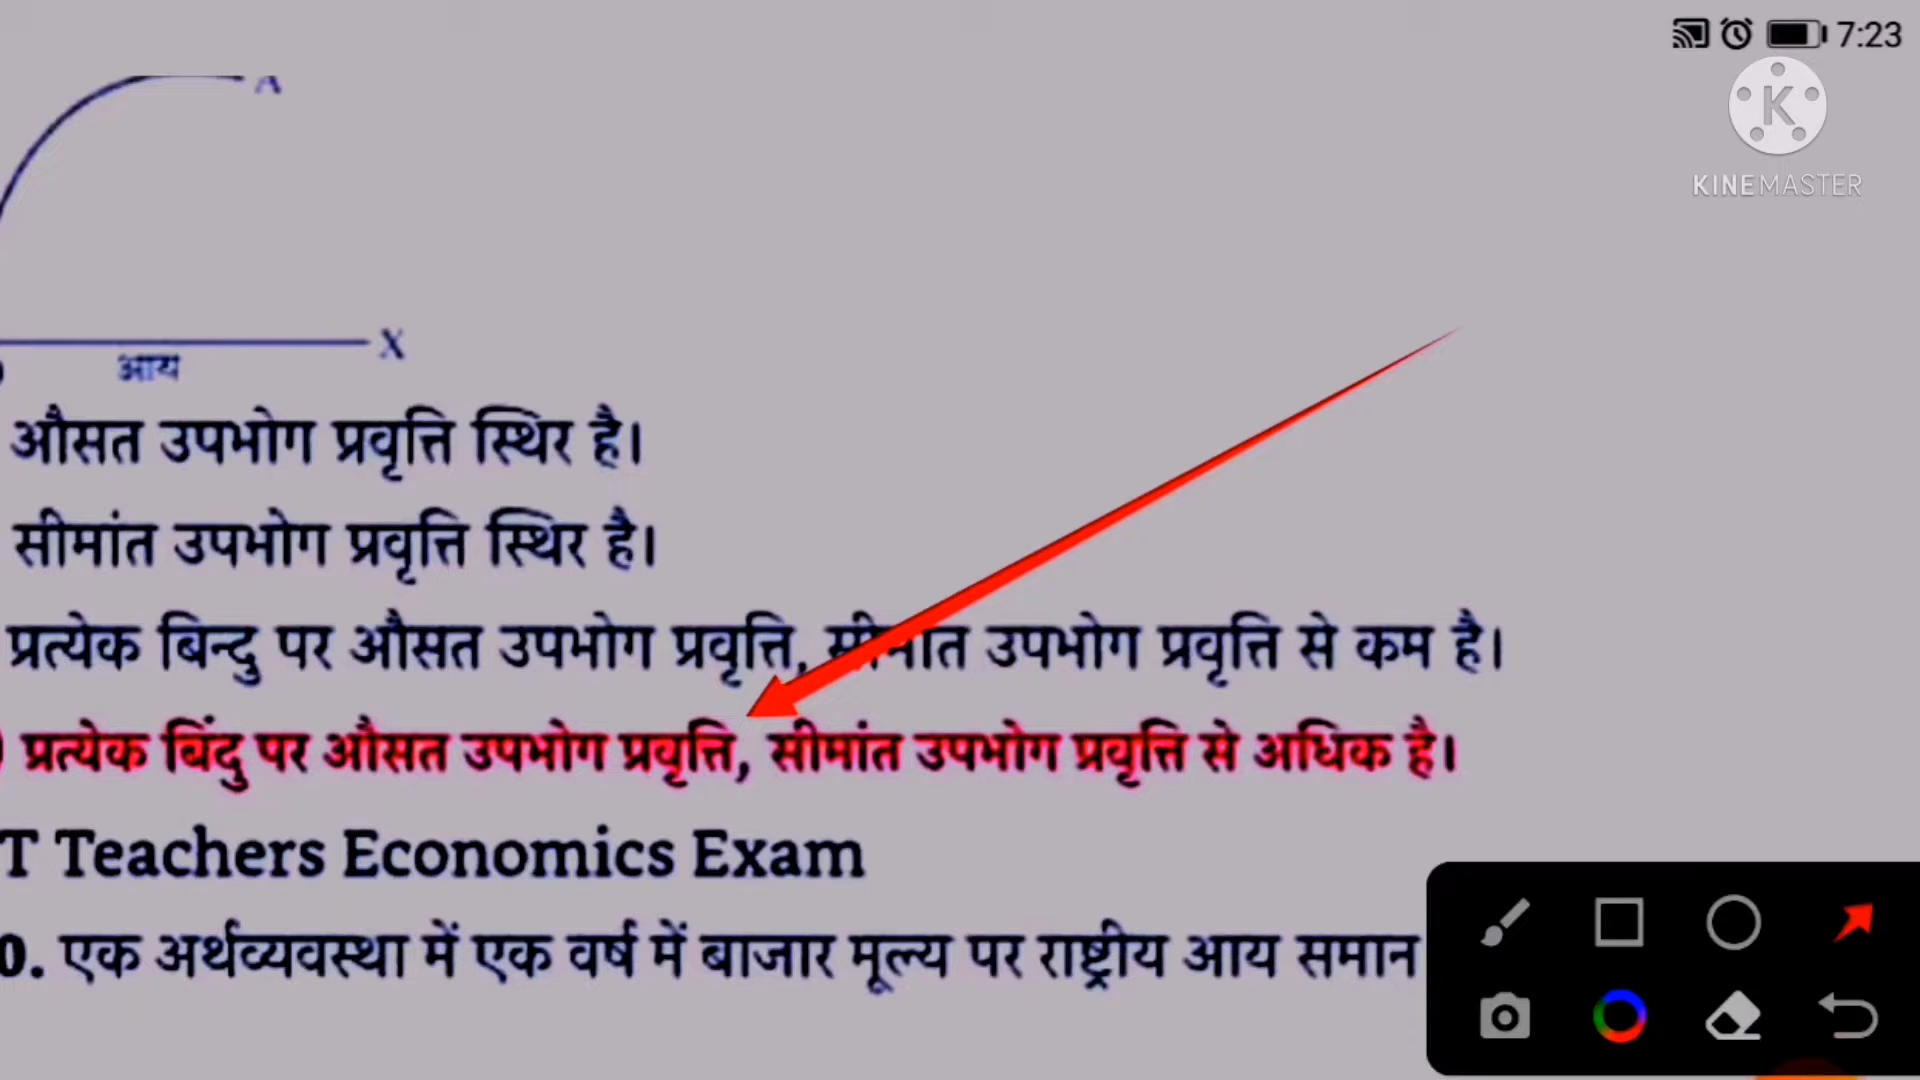 7:23
A
KINEMASTER
X
आय
औसत उपभोग प्रवृत्ति स्थिर है।
सीमांत उपभोग प्रवृत्ति स्थिर है।
प्रत्येक बिन्दु पर औसत उपभोग प्रवृत्ति, सीमांत उपभोग प्रवृत्ति से कम है।
) प्रत्येक बिंदु पर औसत उपभोग प्रवृत्ति, सीमांत उपभोग प्रवृत्ति से अधिक है।
T Teachers Economics Exam
0. एक अर्थव्यवस्था में एक वर्ष में बाजार मूल्य पर राष्ट्रीय आय समान